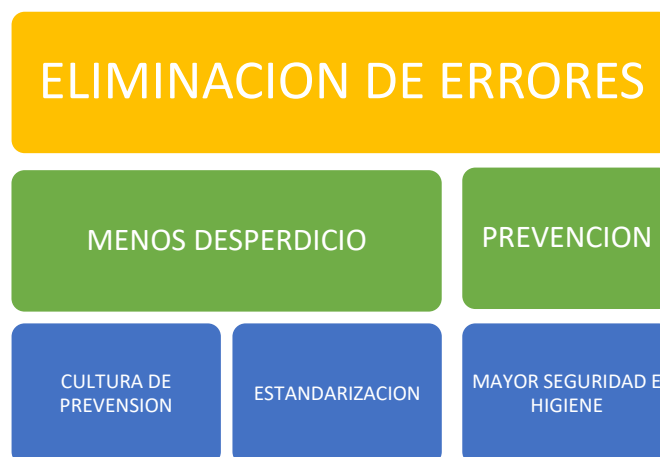 ELIMINACION DE ERRORES
MENOS DESPERDICIO
PREVENCION
CULTURA DE
PREVENSION
ESTANDARIZACION
MAYOR SEGURIDAD E
HIGIENE